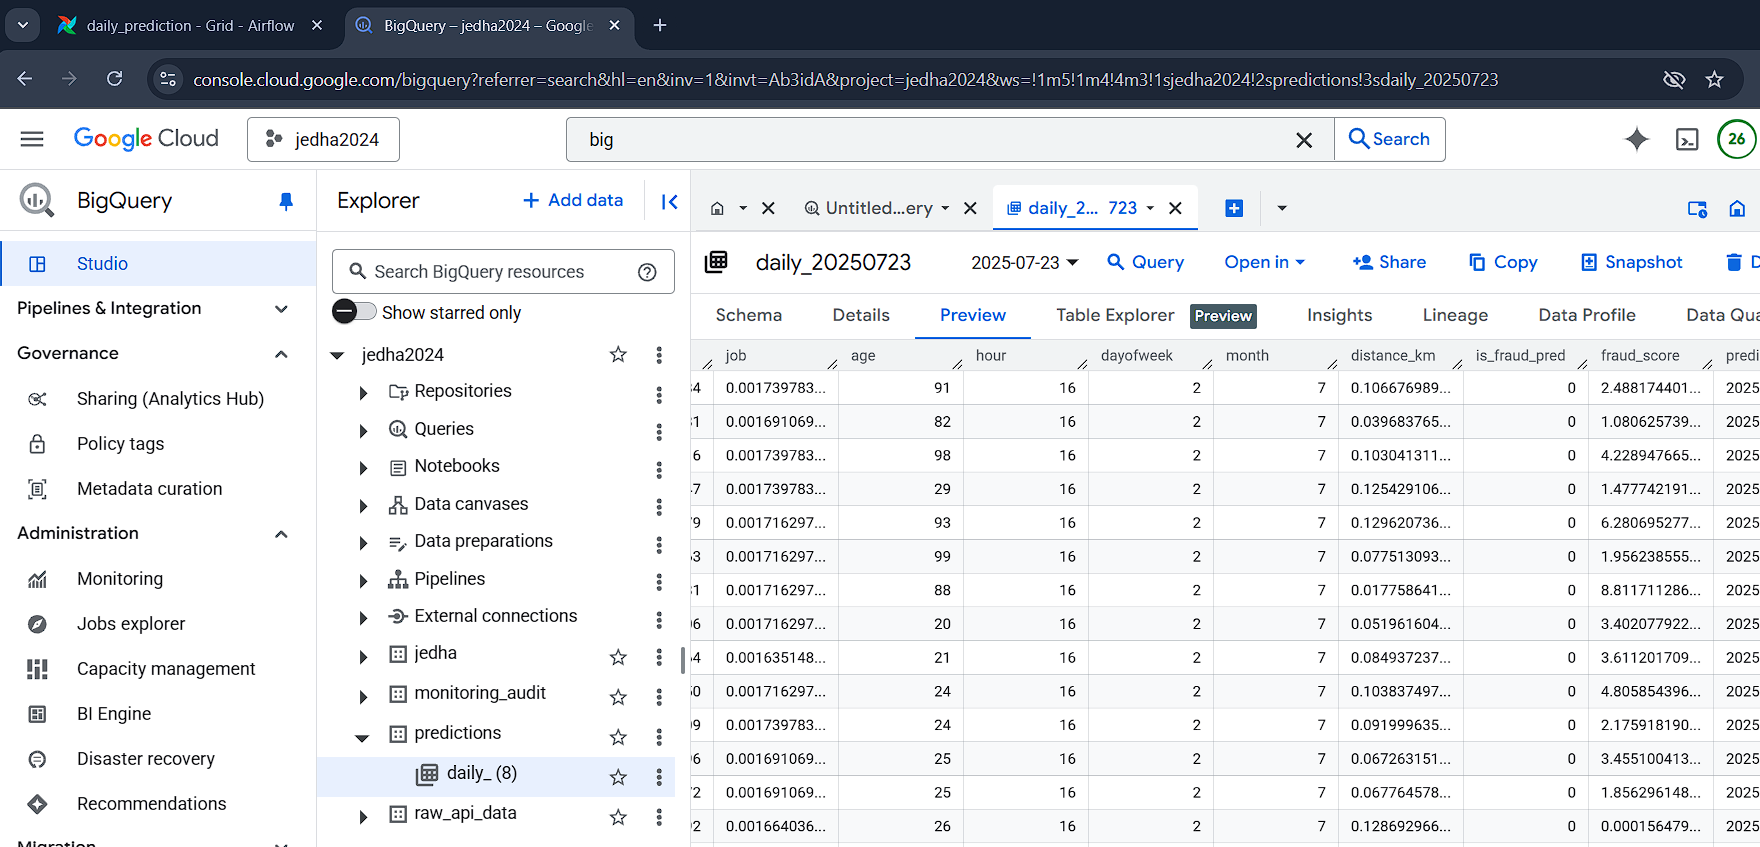 daily_prediction - Grid - Airflow
BigQuery – jedha2024 – Google
console.cloud.google.com/bigquery?referrer=search&hl=en&inv=1&invt=Ab3idA&project=jedha2024&ws=!1m5!1m4!4m3!1sjedha2024!2spredictions!3sdaily_20250723
Google Cloud
jedha2024
big
Search
26
BigQuery
Studio
Pipelines & Integration
Governance
Sharing (Analytics Hub)
Policy tags
Metadata curation
Administration
Monitoring
Jobs explorer
Capacity management
BI Engine
Disaster recovery
Recommendations
Migration
Explorer
+ Add data
Search BigQuery resources
Show starred only
jedha2024
Repositories
Queries
Notebooks
Data canvases
Data preparations
Pipelines
External connections
jedha
monitoring_audit
predictions
daily_ (8)
raw_api_data
Untitled...ery
daily_2... 723
daily_20250723
2025-07-23
Query
Open in
Share
Copy
Snapshot
D
Schema
Details
Preview
Table Explorer
Preview
Insights
Lineage
Data Profile
Data Qua
job age hour dayofweek month distance_km is_fraud_pred fraud_score predi
34 0.001739783... 91 16 2 7 0.106676989... 0 2.488174401... 2025
31 0.001691069... 82 16 2 7 0.039683765... 0 1.080625739... 2025
6 0.001739783... 98 16 2 7 0.103041311... 0 4.228947665... 2025
47 0.001739783... 29 16 2 7 0.125429106... 0 1.477742191... 2025
79 0.001716297... 93 16 2 7 0.129620736... 0 6.280695277... 2025
53 0.001716297... 99 16 2 7 0.077513093... 0 1.956238555... 2025
31 0.001716297... 88 16 2 7 0.017758641... 0 8.811711286... 2025
06 0.001716297... 20 16 2 7 0.051961604... 0 3.402077922... 2025
54 0.001635148... 21 16 2 7 0.084937237... 0 3.611201709... 2025
50 0.001716297... 24 16 2 7 0.103837497... 0 4.805854396... 2025
09 0.001739783... 24 16 2 7 0.091999635... 0 2.175918190... 2025
06 0.001691069... 25 16 2 7 0.067263151... 0 3.455100413... 2025
72 0.001691069... 25 16 2 7 0.067764578... 0 1.856296148... 2025
02 0.001664036... 26 16 2 7 0.128692966... 0 0.000156479... 2025